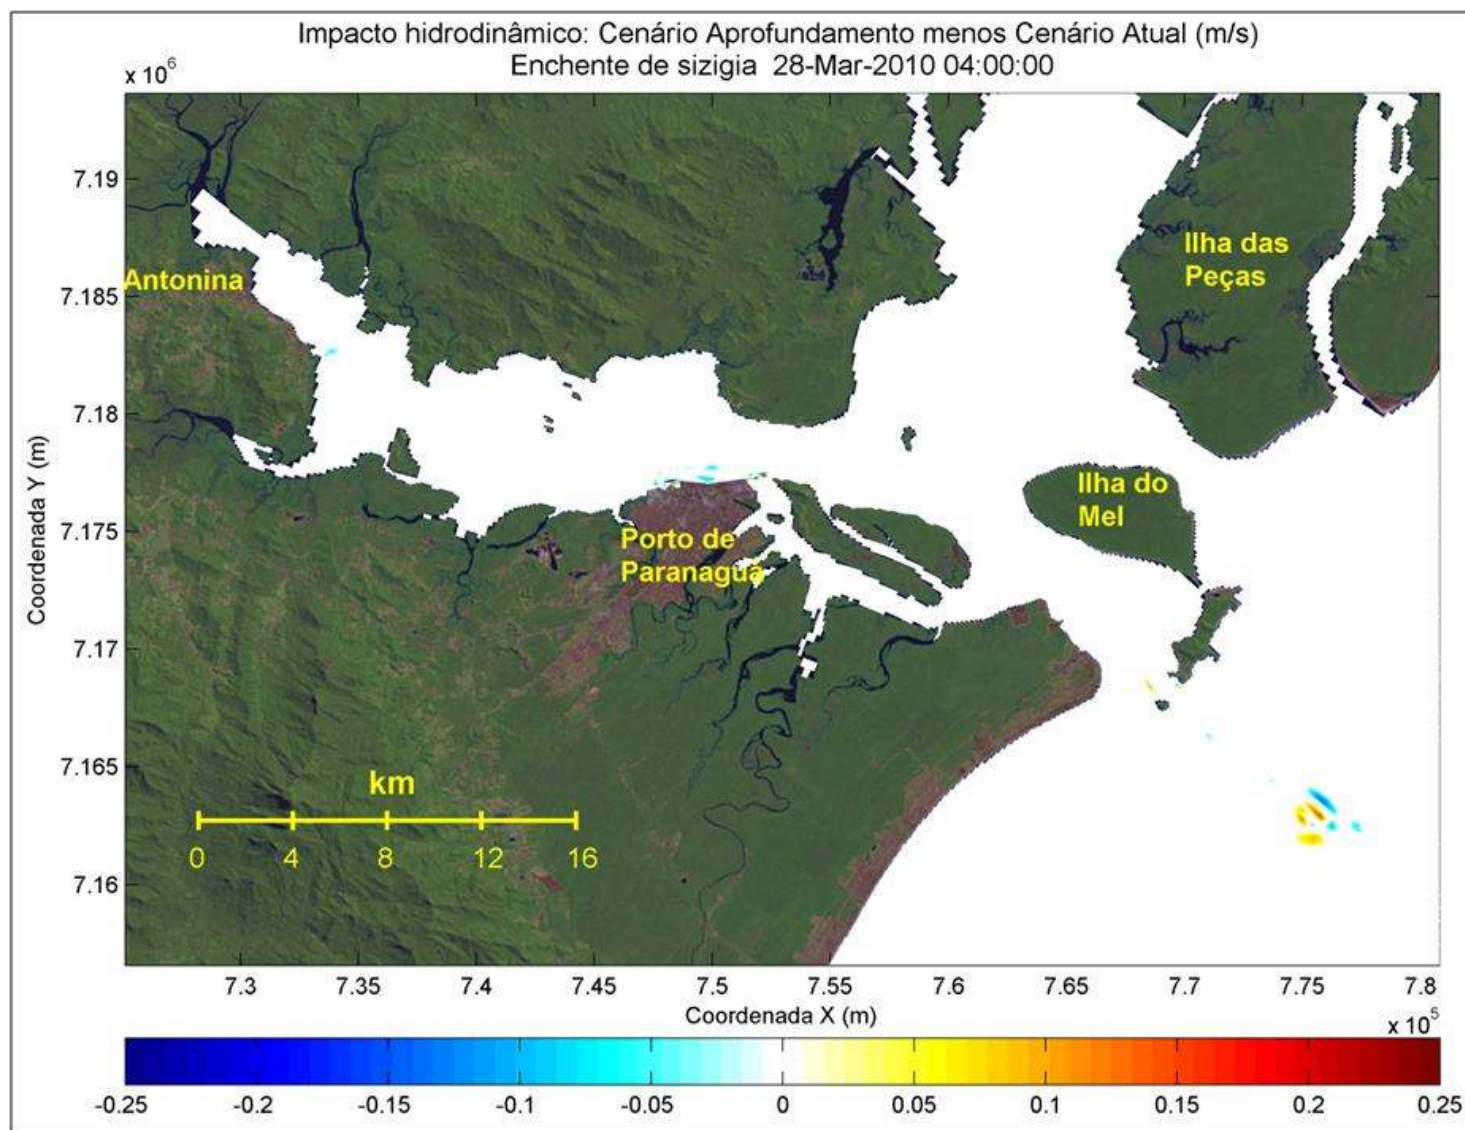 Impacto hidrodinâmico: Cenário Aprofundamento menos Cenário Atual (m/s)
Enchente de sizigia 28-Mar-2010 04:00:00
x 10⁶
7.19
7.185
7.18
7.175
7.17
7.165
7.16
Coordenada Y (m)
Antonina
Ilha das
Peças
Ilha do
Mel
Porto de
Paranaguá
km
0 4 8 12 16
7.3 7.35 7.4 7.45 7.5 7.55 7.6 7.65 7.7 7.75 7.8
Coordenada X (m)
x 10⁵
-0.25 -0.2 -0.15 -0.1 -0.05 0 0.05 0.1 0.15 0.2 0.25